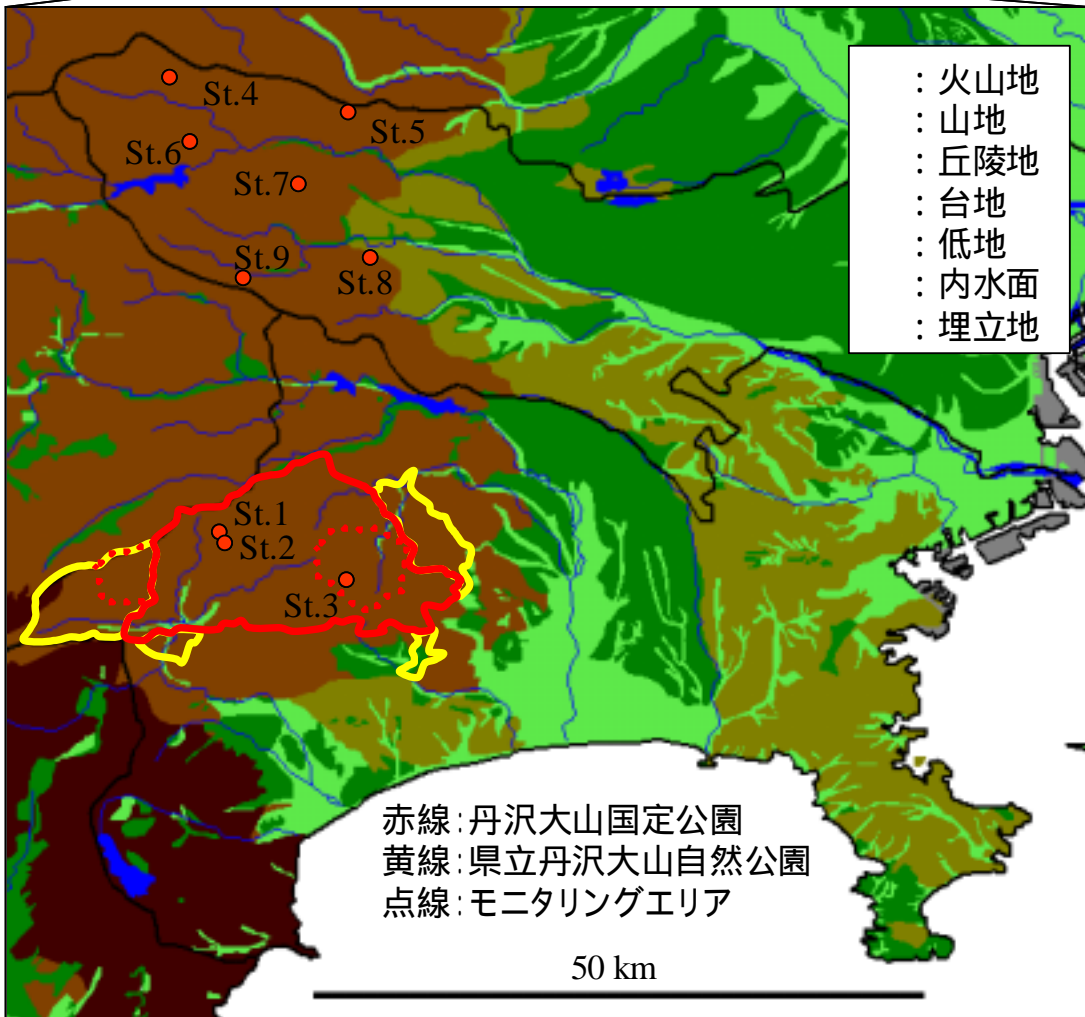 ：火山地
：山地
：丘陵地
：台地
：低地
：内水面
：埋立地
St.4
St.5
St.6
St.7
St.8
St.9
St.1
St.2
St.3
赤線：丹沢大山国定公園
黄線：県立丹沢大山自然公園
点線：モニタリングエリア
50 km